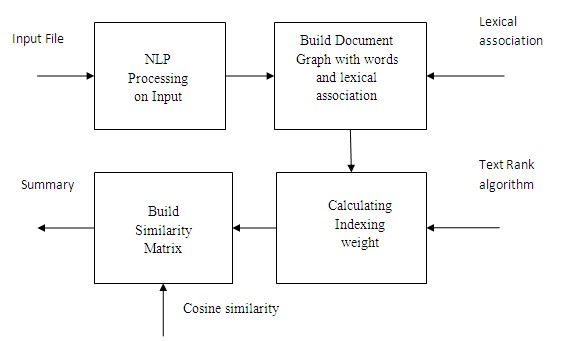 Input File
NLP
Processing
on Input
Build Document
Graph with words
and lexical
association
Lexical
association
Summary
Build
Similarity
Matrix
Calculating
Indexing
weight
Text Rank
algorithm
Cosine similarity